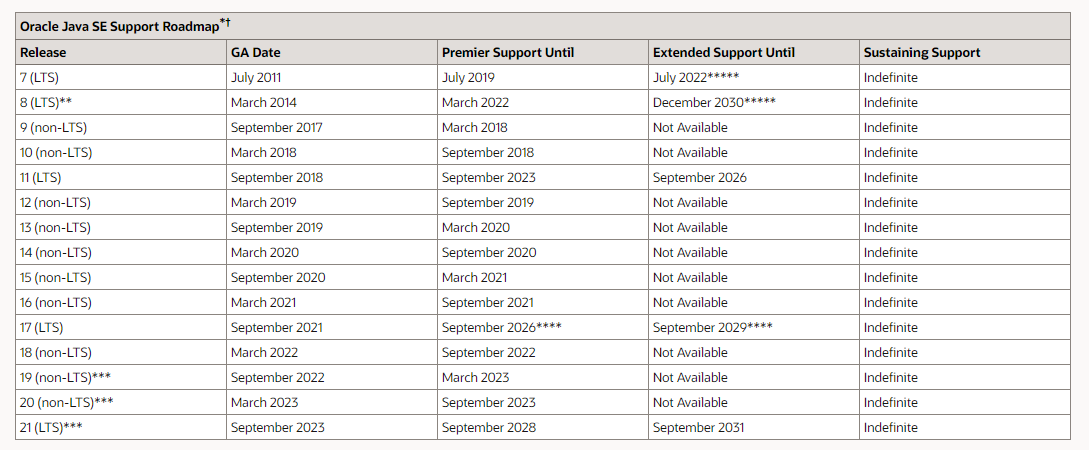 Oracle Java SE Support Roadmap*†
Release GA Date Premier Support Until Extended Support Until Sustaining Support
7 (LTS) July 2011 July 2019 July 2022***** Indefinite
8 (LTS)** March 2014 March 2022 December 2030***** Indefinite
9 (non-LTS) September 2017 March 2018 Not Available Indefinite
10 (non-LTS) March 2018 September 2018 Not Available Indefinite
11 (LTS) September 2018 September 2023 September 2026 Indefinite
12 (non-LTS) March 2019 September 2019 Not Available Indefinite
13 (non-LTS) September 2019 March 2020 Not Available Indefinite
14 (non-LTS) March 2020 September 2020 Not Available Indefinite
15 (non-LTS) September 2020 March 2021 Not Available Indefinite
16 (non-LTS) March 2021 September 2021 Not Available Indefinite
17 (LTS) September 2021 September 2026**** September 2029**** Indefinite
18 (non-LTS) March 2022 September 2022 Not Available Indefinite
19 (non-LTS)*** September 2022 March 2023 Not Available Indefinite
20 (non-LTS)*** March 2023 September 2023 Not Available Indefinite
21 (LTS)*** September 2023 September 2028 September 2031 Indefinite